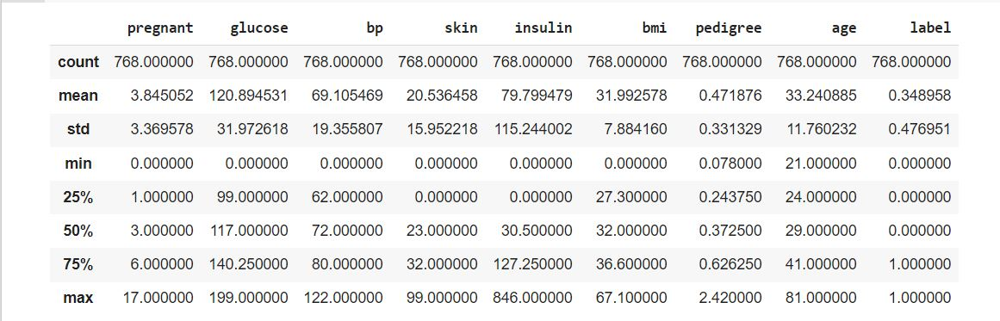 pregnant glucose bp skin insulin bmi pedigree age label
count 768.000000 768.000000 768.000000 768.000000 768.000000 768.000000 768.000000 768.000000 768.000000
mean 3.845052 120.894531 69.105469 20.536458 79.799479 31.992578 0.471876 33.240885 0.348958
std 3.369578 31.972618 19.355807 15.952218 115.244002 7.884160 0.331329 11.760232 0.476951
min 0.000000 0.000000 0.000000 0.000000 0.000000 0.000000 0.078000 21.000000 0.000000
25% 1.000000 99.000000 62.000000 0.000000 0.000000 27.300000 0.243750 24.000000 0.000000
50% 3.000000 117.000000 72.000000 23.000000 30.500000 32.000000 0.372500 29.000000 0.000000
75% 6.000000 140.250000 80.000000 32.000000 127.250000 36.600000 0.626250 41.000000 1.000000
max 17.000000 199.000000 122.000000 99.000000 846.000000 67.100000 2.420000 81.000000 1.000000